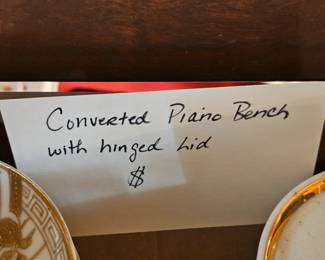 Converted Piano Bench
with hinged Lid
$